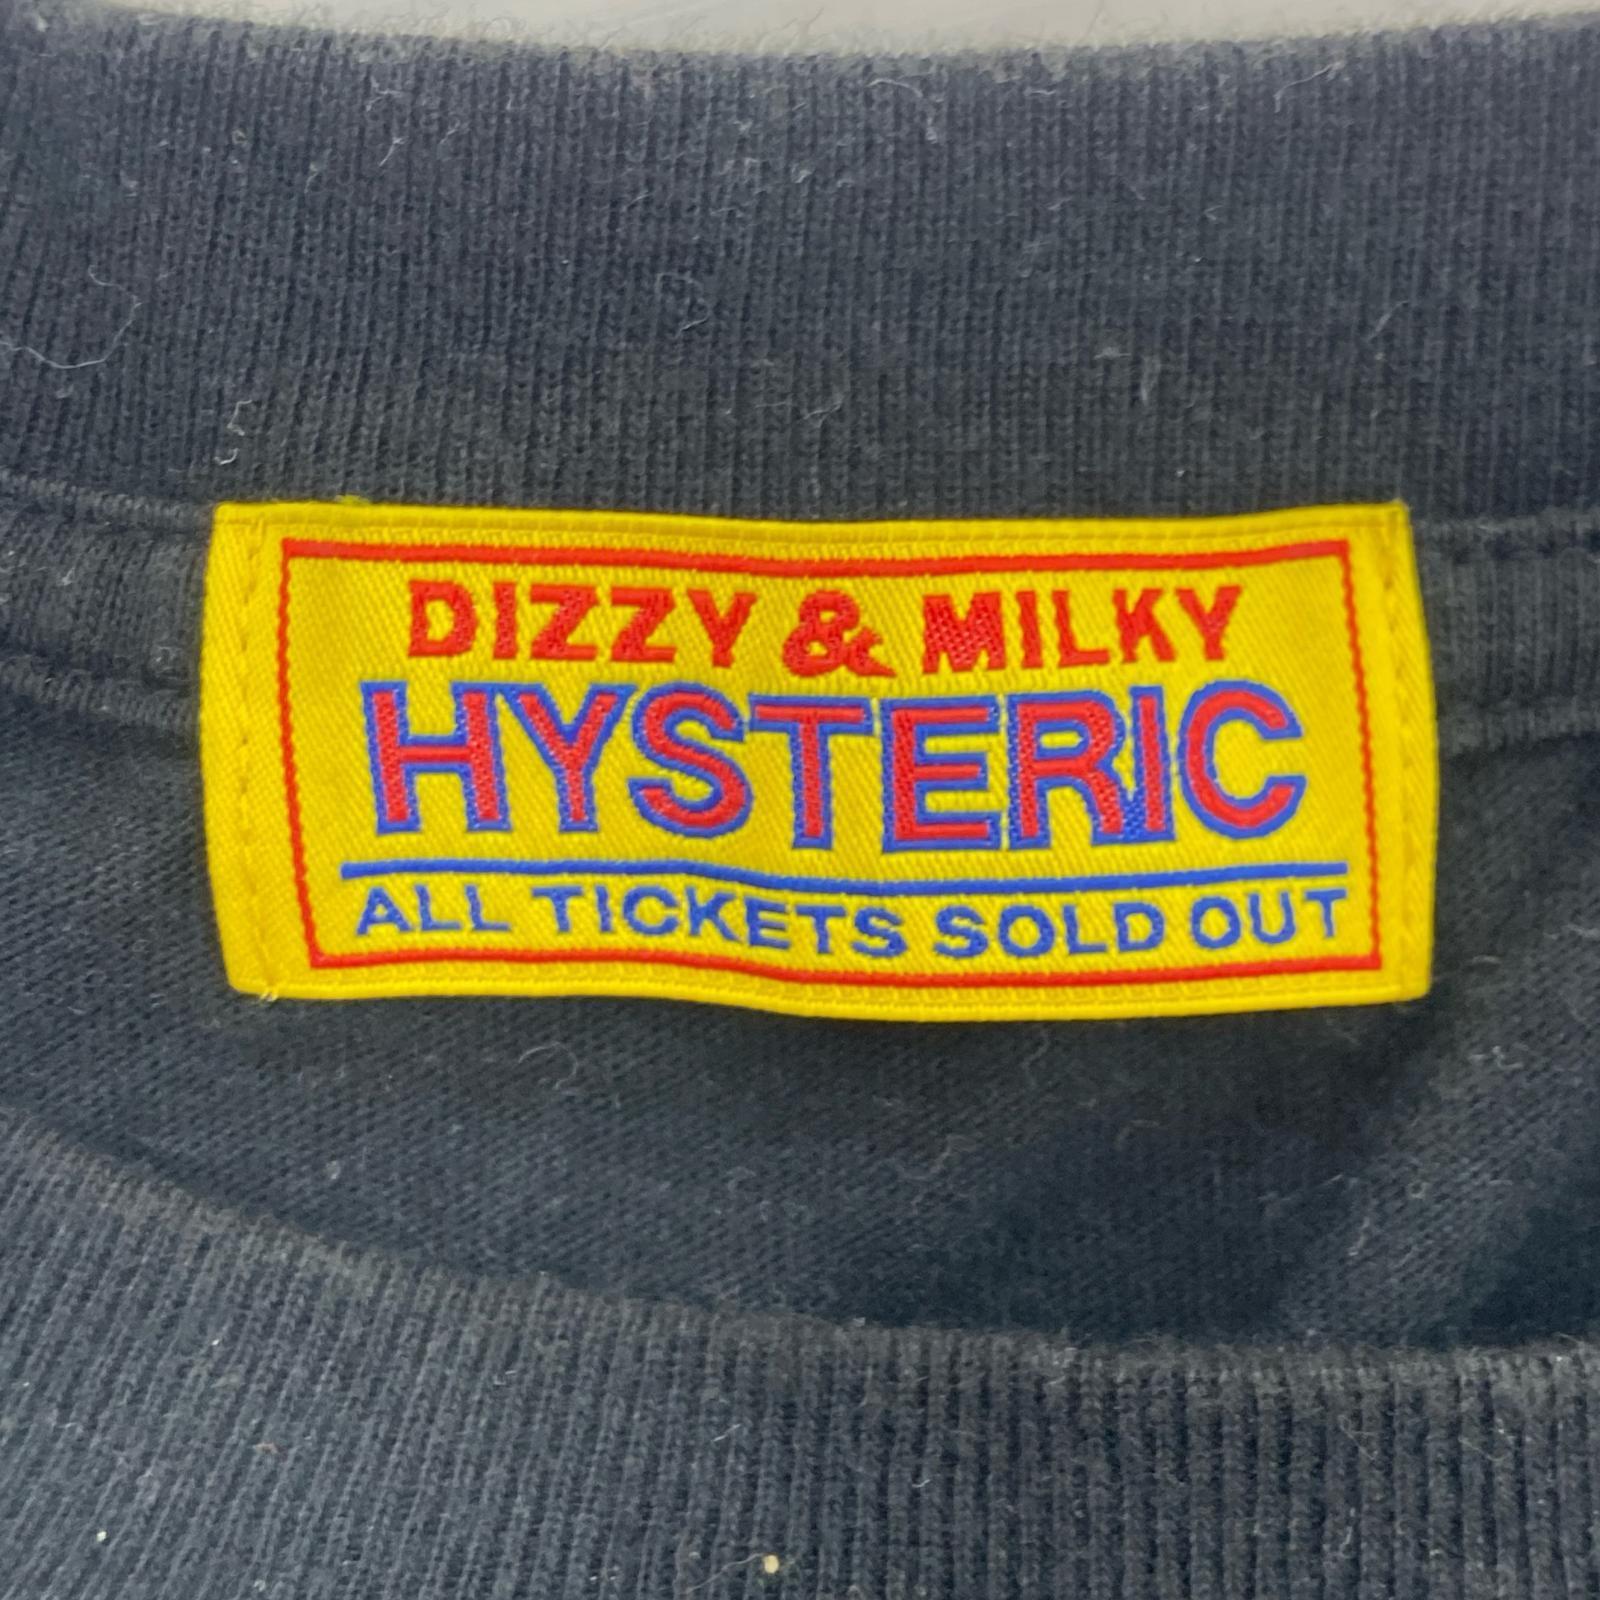 DIZZY & MILKY
HYSTERIC
ALL TICKETS SOLD OUT